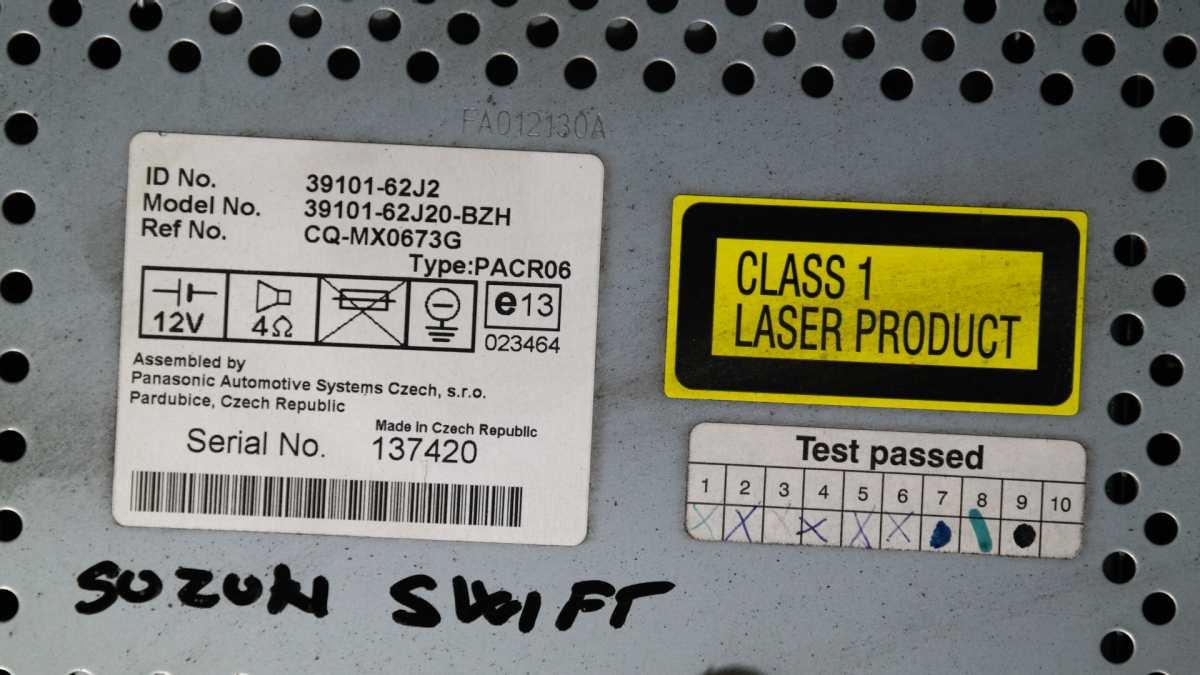 FA012130A
ID No. 39101-62J2
Model No. 39101-62J20-BZH
Ref No. CQ-MX0673G
Type:PACR06
12V 4Ω e13
023464
Assembled by
Panasonic Automotive Systems Czech, s.r.o.
Pardubice, Czech Republic
Made in Czech Republic
Serial No. 137420
CLASS 1
LASER PRODUCT
Test passed
1 2 3 4 5 6 7 8 9 10
SUZUKI SWIFT